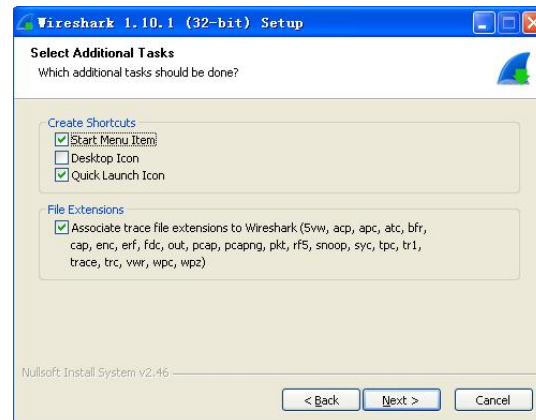 Wireshark 1.10.1 (32-bit) Setup
Select Additional Tasks
Which additional tasks should be done?
Create Shortcuts
Start Menu Item
Desktop Icon
Quick Launch Icon
File Extensions
Associate trace file extensions to Wireshark (5vw, acp, apc, atc, bfr,
cap, enc, erf, fdc, out, pcap, pcapng, pkt, rf5, snoop, syc, tpc, tr1,
trace, trc, vwr, wpc, wpz)
Nullsoft Install System v2.46
< Back
Next >
Cancel